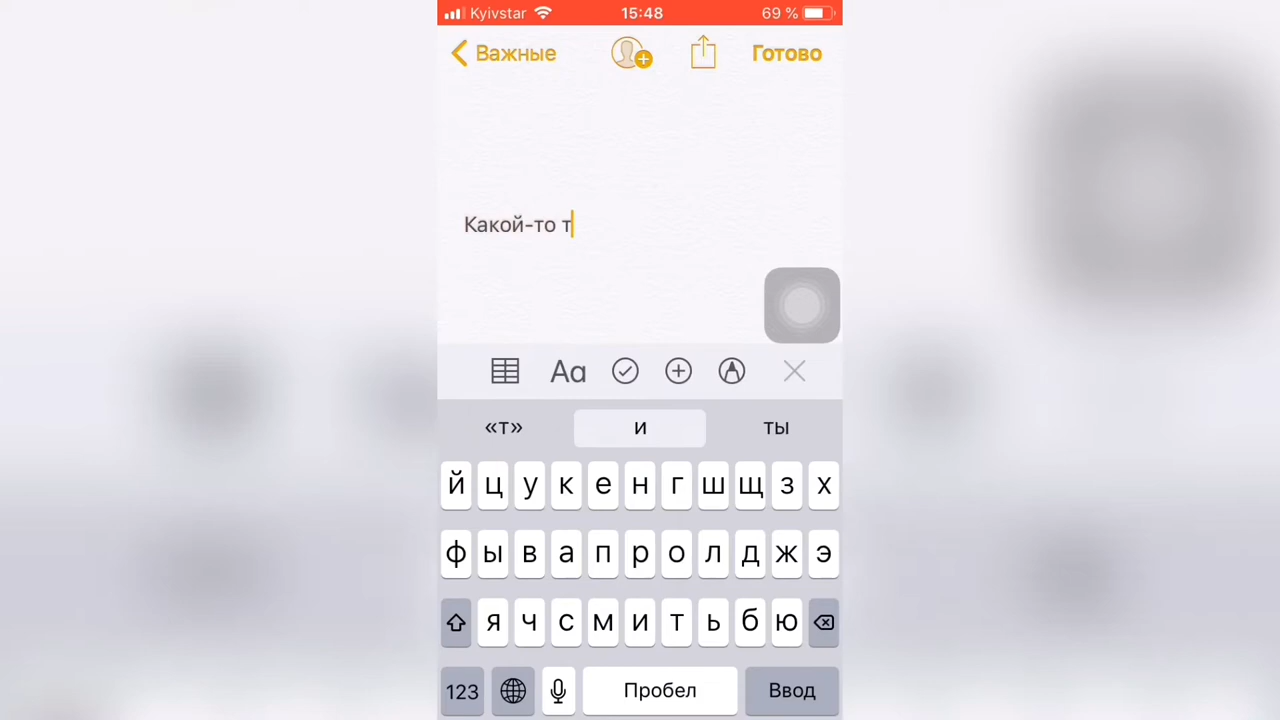 Kyivstar 15:48 69 %
Важные Готово
Какой-то т
Aa
«т» и ты
й ц у к е н г ш щ з х
ф ы в а п р о л д ж э
я ч с м и т ь б ю
123 Пробел Ввод